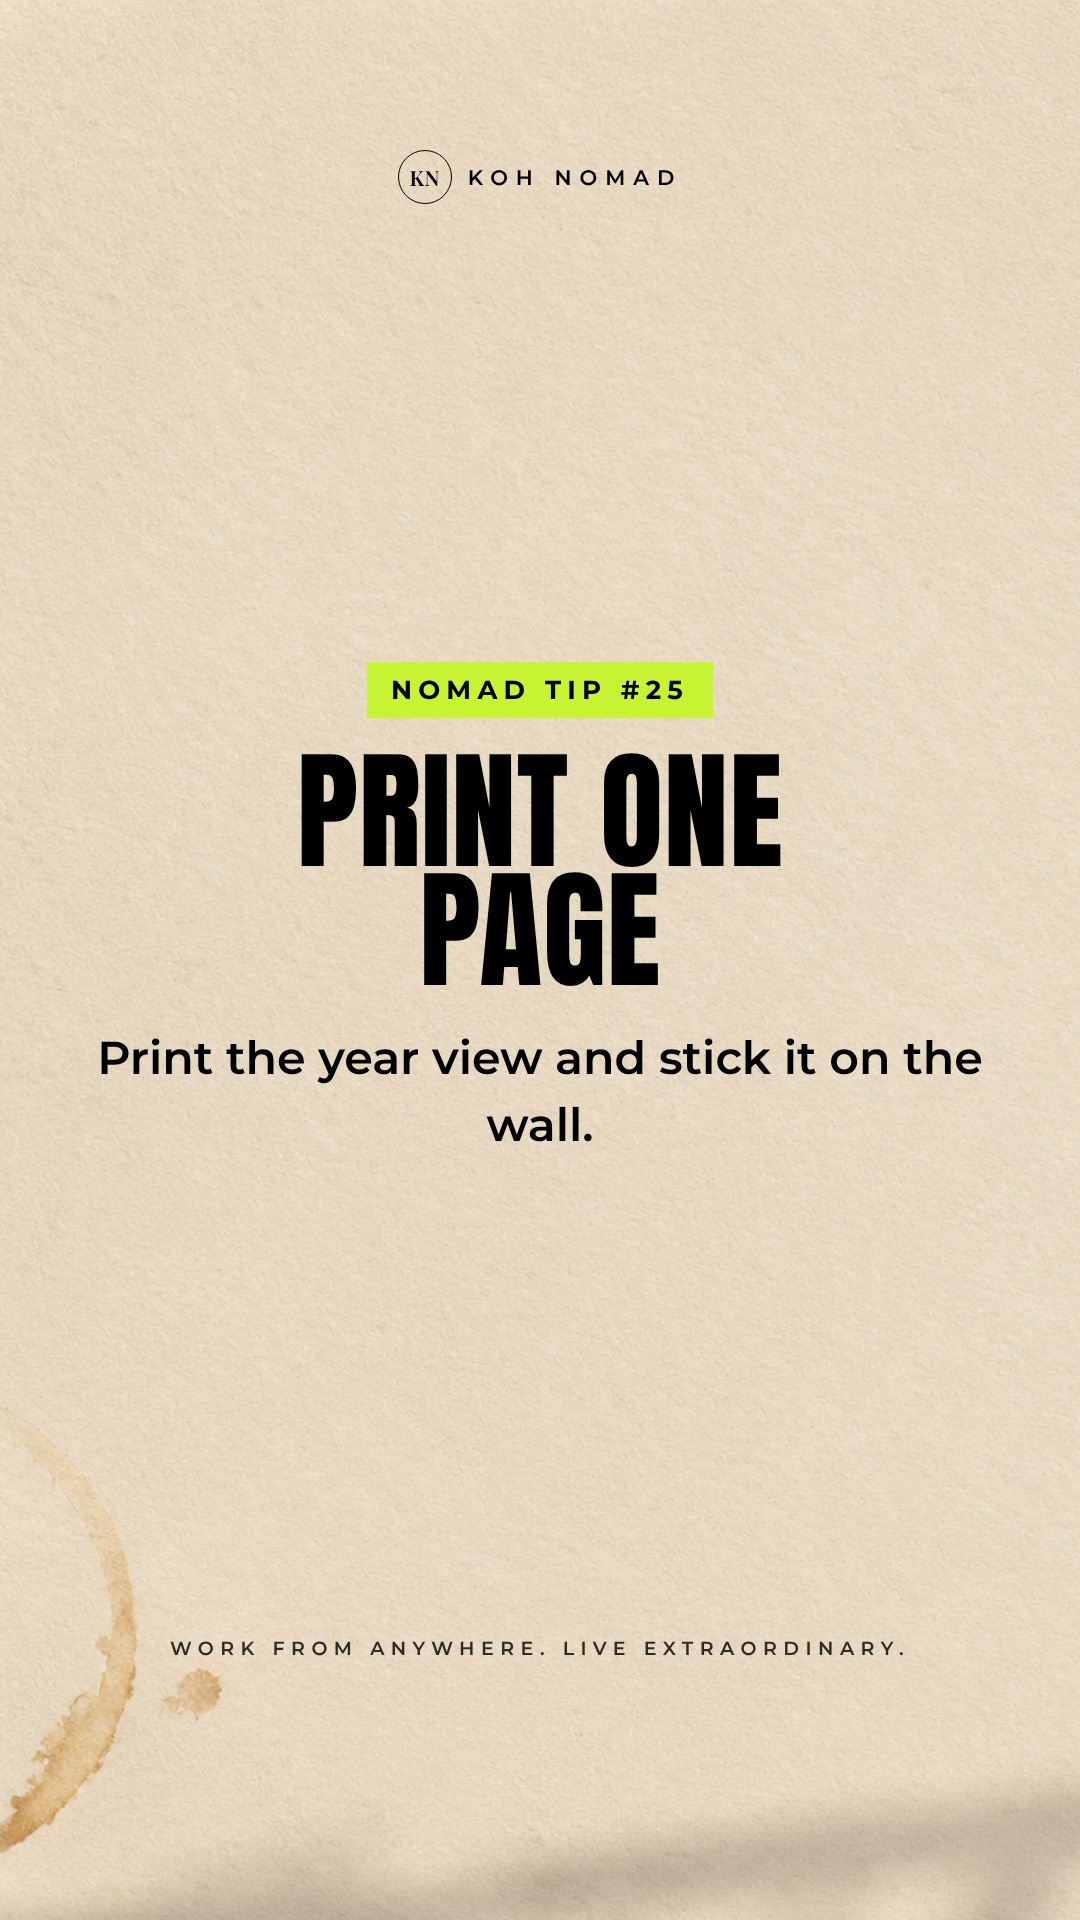 KN KOH NOMAD
NOMAD TIP #25
PRINT ONE
PAGE
Print the year view and stick it on the
wall.
WORK FROM ANYWHERE. LIVE EXTRAORDINARY.